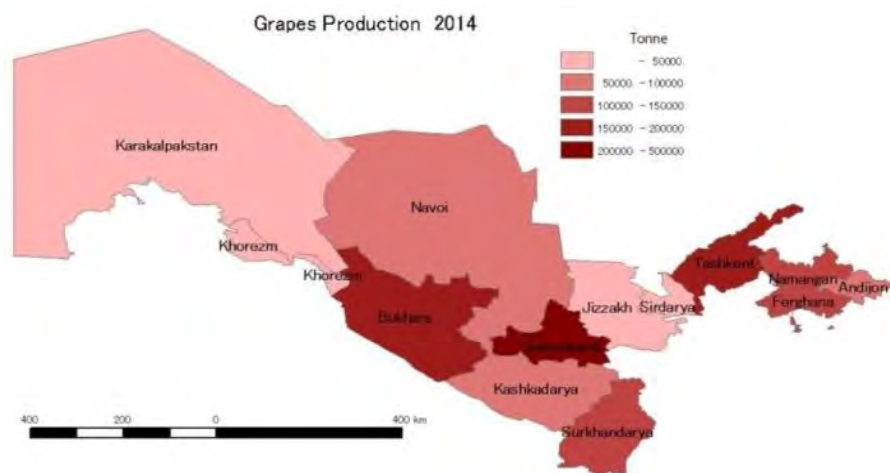 Grapes Production 2014
Tonne
- 50000.
50000. - 100000
100000 - 150000
150000 - 200000
200000 - 500000
Karakalpakstan
Navoi
Khorezm
Khorezm
Tashkent
Namangan
Andijon
Ferghana
Jizzakh
Sirdarya
Bukhara
Kashkadarya
Surkhandarya
400 200 0 400 km